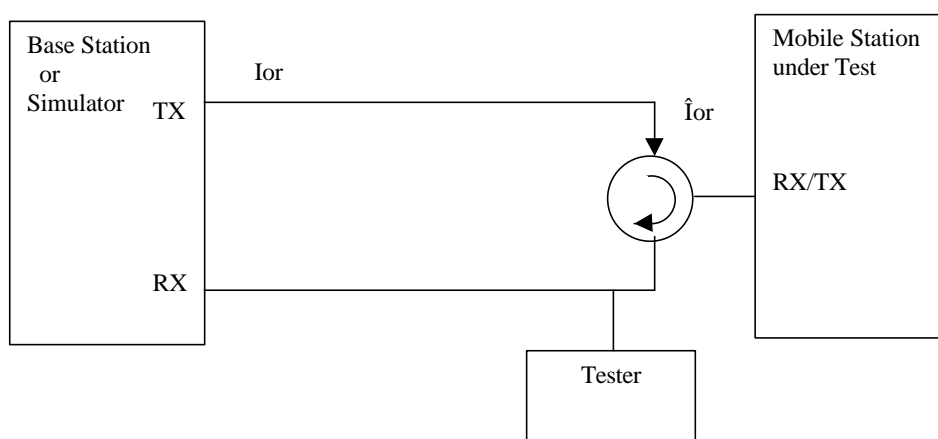 Base Station
or
Simulator
TX
RX
Ior
Îor
Mobile Station
under Test
RX/TX
Tester